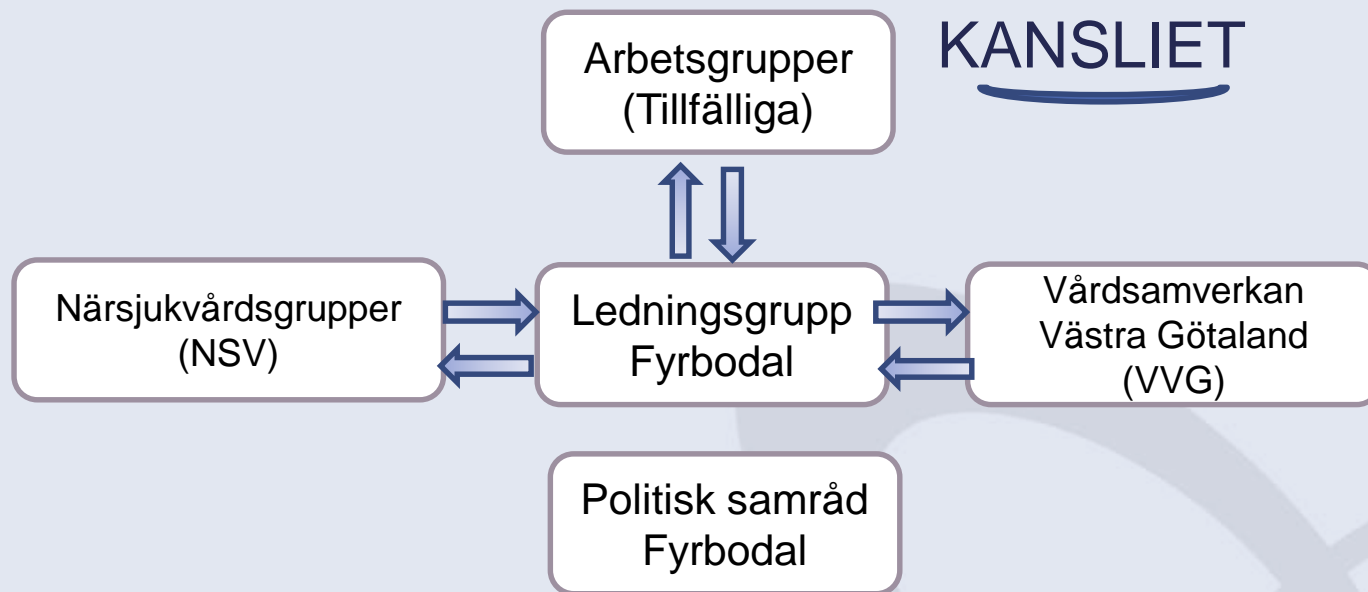 Arbetsgrupper
(Tillfälliga)
KANSLIET
Närsjukvårdsgrupper
(NSV)
Ledningsgrupp
Fyrbodal
Vårdsamverkan
Västra Götaland
(VVG)
Politisk samråd
Fyrbodal